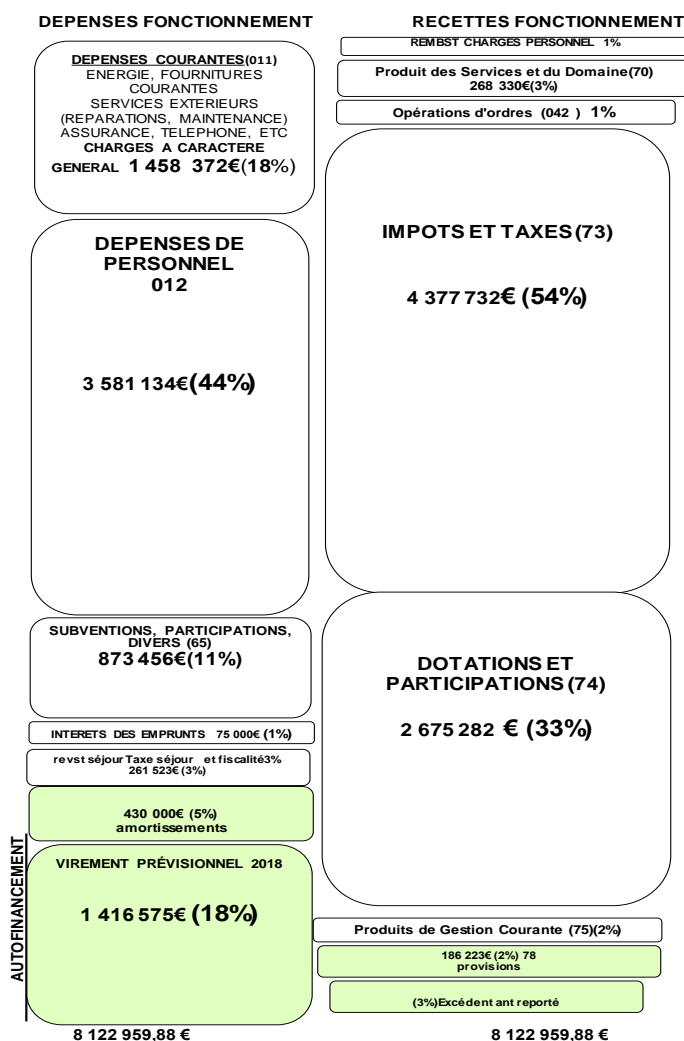 DEPENSES FONCTIONNEMENT
DEPENSES COURANTES(011)
ENERGIE, FOURNITURES
COURANTES
SERVICES EXTERIEURS
(REPARATIONS, MAINTENANCE)
ASSURANCE, TELEPHONE, ETC
CHARGES A CARACTERE
GENERAL 1 458 372€(18%)
DEPENSES DE
PERSONNEL
012
3 581 134€(44%)
SUBVENTIONS, PARTICIPATIONS,
DIVERS (65)
873 456€(11%)
INTERETS DES EMPRUNTS 75 000€ (1%)
revst séjour Taxe séjour et fiscalité3%
261 523€ (3%)
430 000€ (5%)
amortissements
AUTOFINANCEMENT
VIREMENT PRÉVISIONNEL 2018
1 416 575€ (18%)
8 122 959,88 €
RECETTES FONCTIONNEMENT
REMBST CHARGES PERSONNEL 1%
Produit des Services et du Domaine(70)
268 330€(3%)
Opérations d'ordres (042 ) 1%
IMPOTS ET TAXES (73)
4 377 732€ (54%)
DOTATIONS ET
PARTICIPATIONS (74)
2 675 282 € (33%)
Produits de Gestion Courante (75)(2%)
186 223€ (2%) 78
provisions
(3%)Excédent ant reporté
8 122 959,88 €